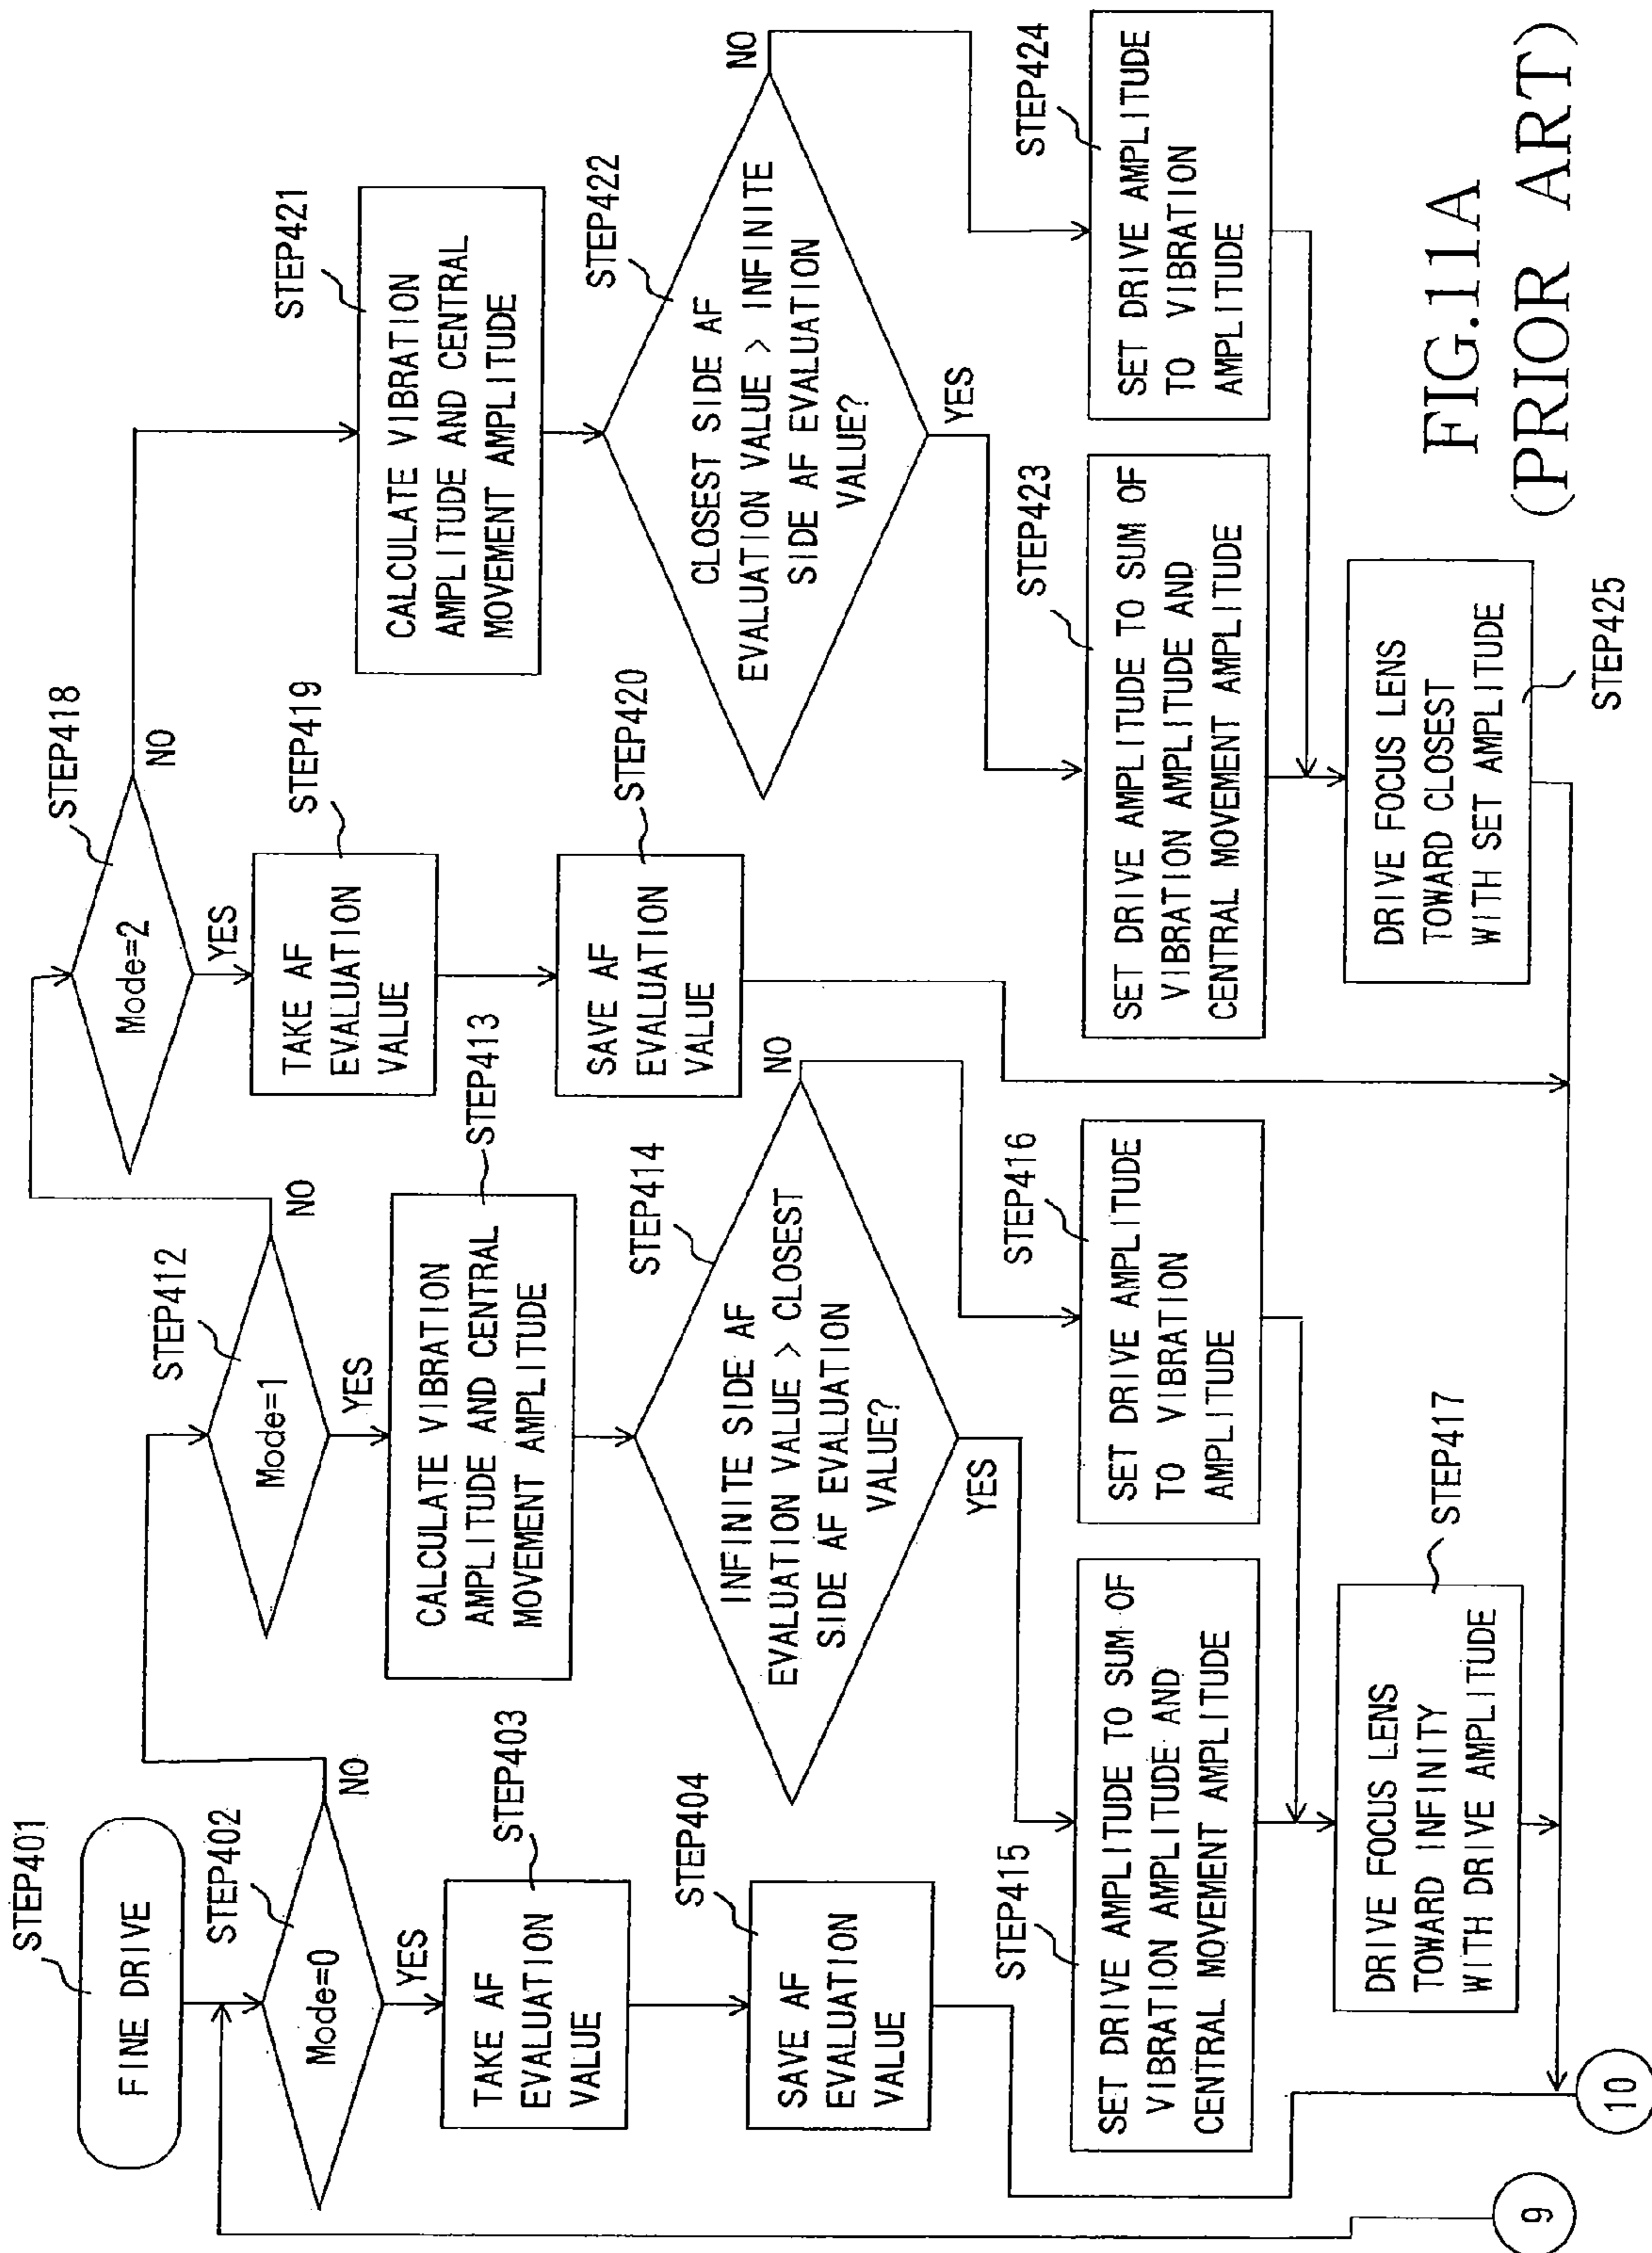 STEP401
FINE DRIVE
STEP402
Mode=0
NO
YES
STEP403
TAKE AF
EVALUATION
VALUE
STEP404
SAVE AF
EVALUATION
VALUE
STEP412
Mode=1
NO
YES
STEP413
CALCULATE VIBRATION
AMPLITUDE AND CENTRAL
MOVEMENT AMPLITUDE
STEP414
INFINITE SIDE AF
EVALUATION VALUE > CLOSEST
SIDE AF EVALUATION
VALUE?
NO
YES
STEP415
SET DRIVE AMPLITUDE TO SUM OF
VIBRATION AMPLITUDE AND
CENTRAL MOVEMENT AMPLITUDE
STEP416
SET DRIVE AMPLITUDE
TO VIBRATION
AMPLITUDE
STEP417
DRIVE FOCUS LENS
TOWARD INFINITY
WITH DRIVE AMPLITUDE
STEP418
Mode=2
NO
YES
STEP419
TAKE AF
EVALUATION
VALUE
STEP420
SAVE AF
EVALUATION
VALUE
STEP421
CALCULATE VIBRATION
AMPLITUDE AND CENTRAL
MOVEMENT AMPLITUDE
STEP422
CLOSEST SIDE AF
EVALUATION VALUE > INFINITE
SIDE AF EVALUATION
VALUE?
NO
YES
STEP423
SET DRIVE AMPLITUDE TO SUM OF
VIBRATION AMPLITUDE AND
CENTRAL MOVEMENT AMPLITUDE
STEP424
SET DRIVE AMPLITUDE
TO VIBRATION
AMPLITUDE
DRIVE FOCUS LENS
TOWARD CLOSEST
WITH SET AMPLITUDE
STEP425
9
10
FIG.11A
(PRIOR ART)